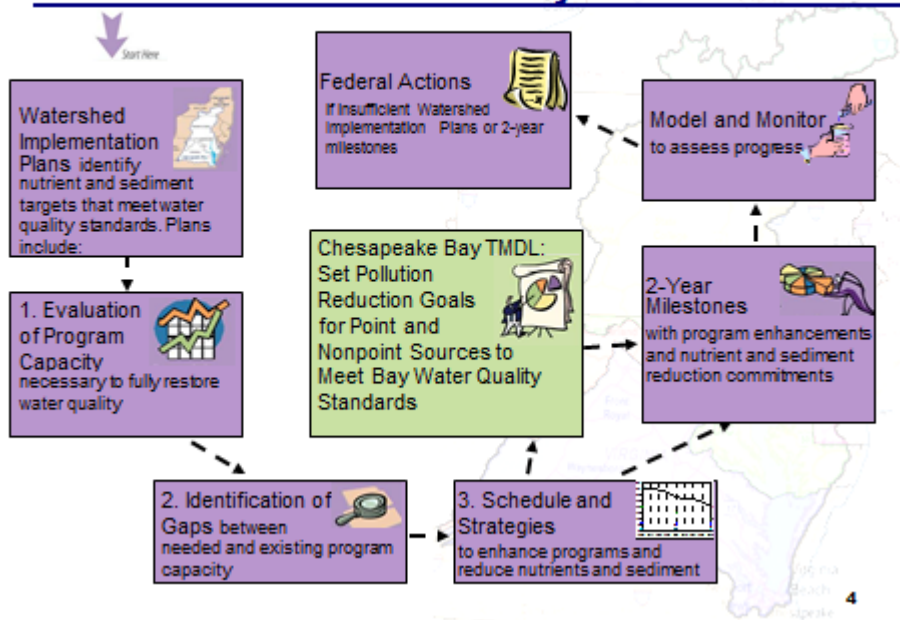 Start Here
Watershed
Implementation
Plans identify
nutrient and sediment
targets that meet water
quality standards. Plans
include:
1. Evaluation
of Program
Capacity
necessary to fully restore
water quality
2. Identification of
Gaps between
needed and existing program
capacity
3. Schedule and
Strategies
to enhance programs and
reduce nutrients and sediment
Chesapeake Bay TMDL:
Set Pollution
Reduction Goals
for Point and
Nonpoint Sources to
Meet Bay Water Quality
Standards
2-Year
Milestones
with program enhancements
and nutrient and sediment
reduction commitments
Model and Monitor
to assess progress
Federal Actions
If Insufficient Watershed
Implementation Plans or 2-year
milestones
Virginia
Beach
4